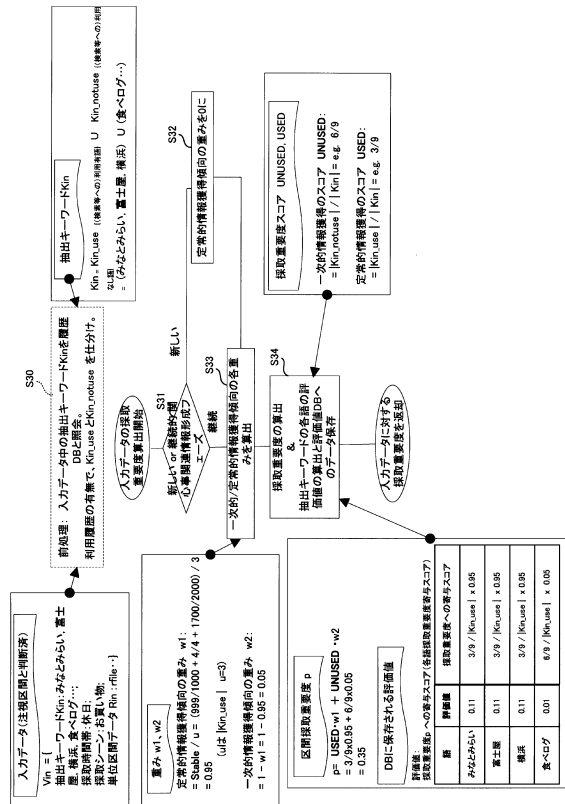 入力データ(注視区間と判断済)
Vin = {
抽出キーワードKin:みなとみらい, 富士
屋, 横浜, 食べログ・・・;
採取時間帯:休日;
採取シーン:お買い物;
単位区間データ Rin : rfile・・}
S30
前処理: 入力データ中の抽出キーワードKinを履歴
DBと照会。
利用履歴の有無で、Kin_useとKin_notuse を仕分け。
抽出キーワードKin
Kin = Kin_use ((検索等への)利用有語) U Kin_notuse ((検索等への)利用
なし語)
= (みなとみらい, 富士屋, 横浜) U (食べログ…)
入力データの採取
重要度算出開始
S31
新しい or 継続的 関
心事関連情報形成フ
ェーズ
新しい
継続
S32
定常的情報獲得傾向の重みを0に
S33
一次的/定常的情報獲得傾向の各重
みを算出
重み w1, w2
定常的情報獲得傾向の重み w1:
= Stable / u = (999/1000 + 4/4 + 1700/2000) / 3
= 0.95
(uは |Kin_use| u=3)
一次的情報獲得傾向の重み w2:
= 1 - w1 = 1 - 0.95 = 0.05
S34
採取重要度の算出
&
抽出キーワードの各語の評
価値の算出と評価値DBへ
のデータ保存
採取重要度スコア UNUSED, USED
一次的情報獲得のスコア UNUSED:
= |Kin_notuse| / |Kin| = e.g. 6/9
定常的情報獲得のスコア USED:
= |Kin_use| / |Kin| = e.g. 3/9
入力データに対する
採取重要度を返却
区間採取重要度 p
p= USED·w1 + UNUSED ·w2
= 3/9x0.95 + 6/9x0.05
= 0.35
DBに保存される評価値
評価値:
採取重要度p への寄与スコア(各語採取重要度寄与スコア)
語 評価値 採取重要度への寄与スコア
みなとみらい 0.11 3/9 / |Kin_use| x 0.95
富士屋 0.11 3/9 / |Kin_use| x 0.95
横浜 0.11 3/9 / |Kin_use| x 0.95
食べログ 0.01 6/9 / |Kin_use| x 0.05